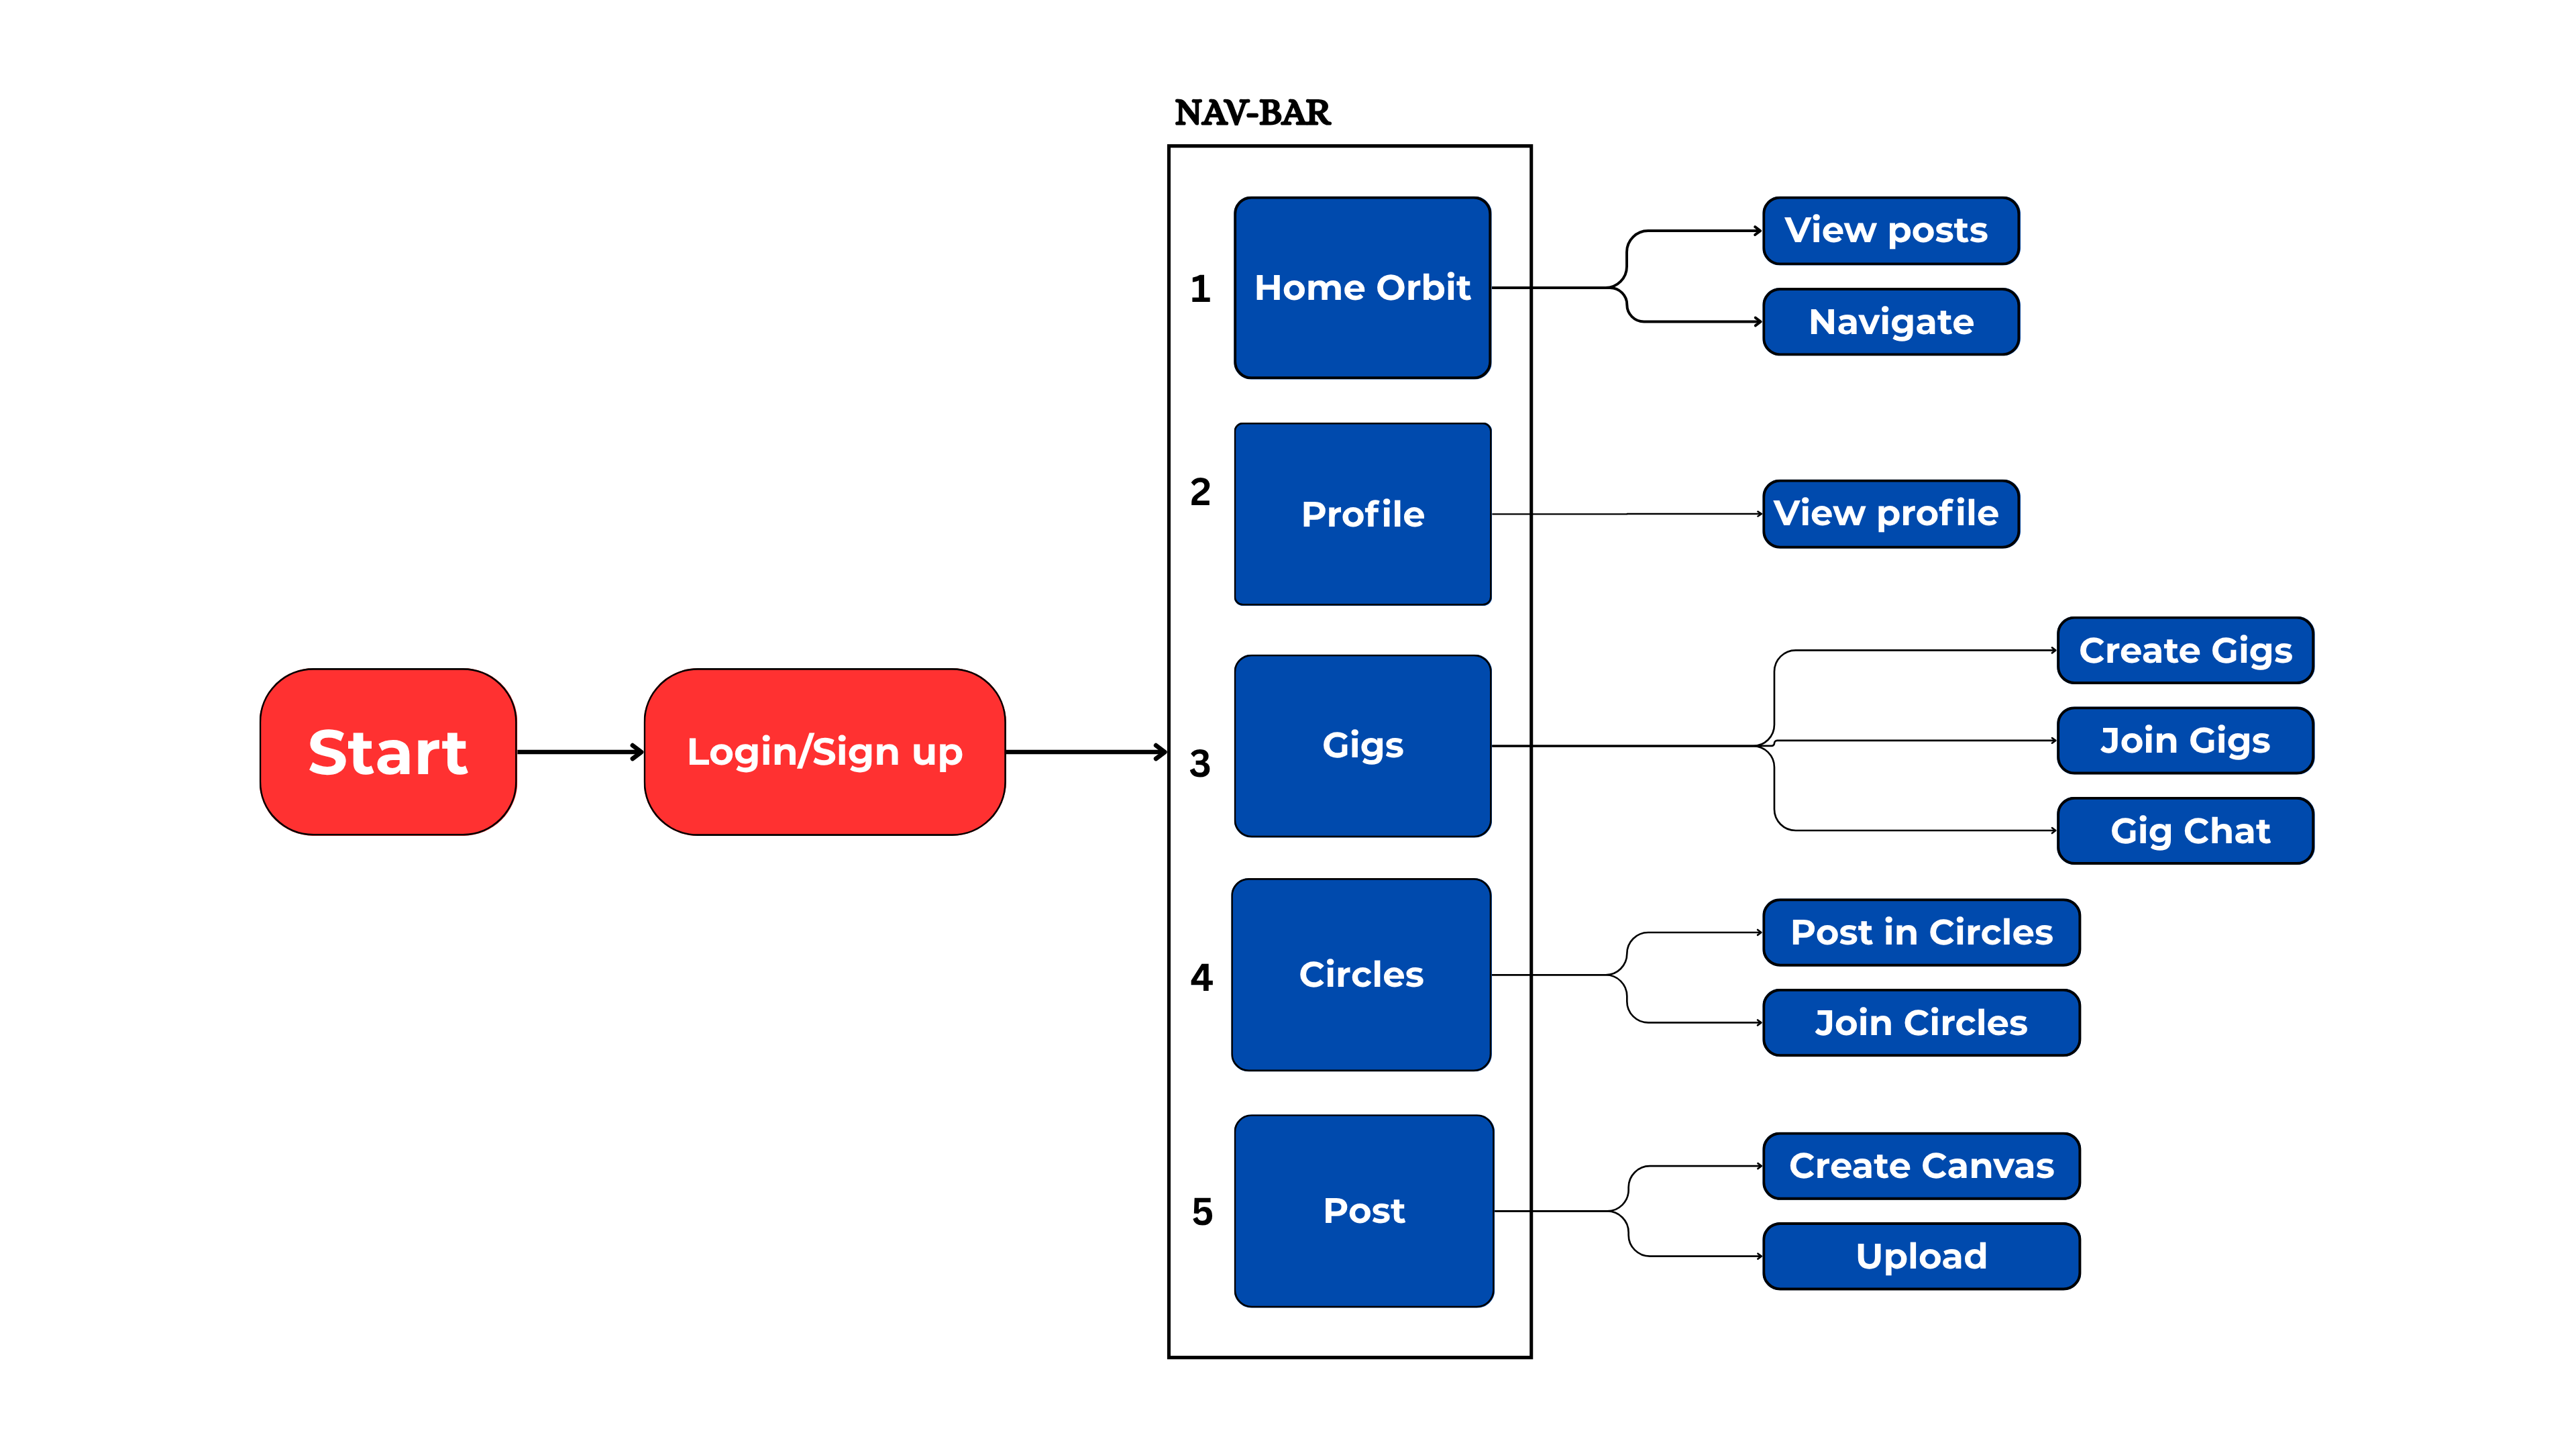 NAV-BAR
Start
Login/Sign up
1
Home Orbit
View posts
Navigate
2
Profile
View profile
3
Gigs
Create Gigs
Join Gigs
Gig Chat
4
Circles
Post in Circles
Join Circles
5
Post
Create Canvas
Upload